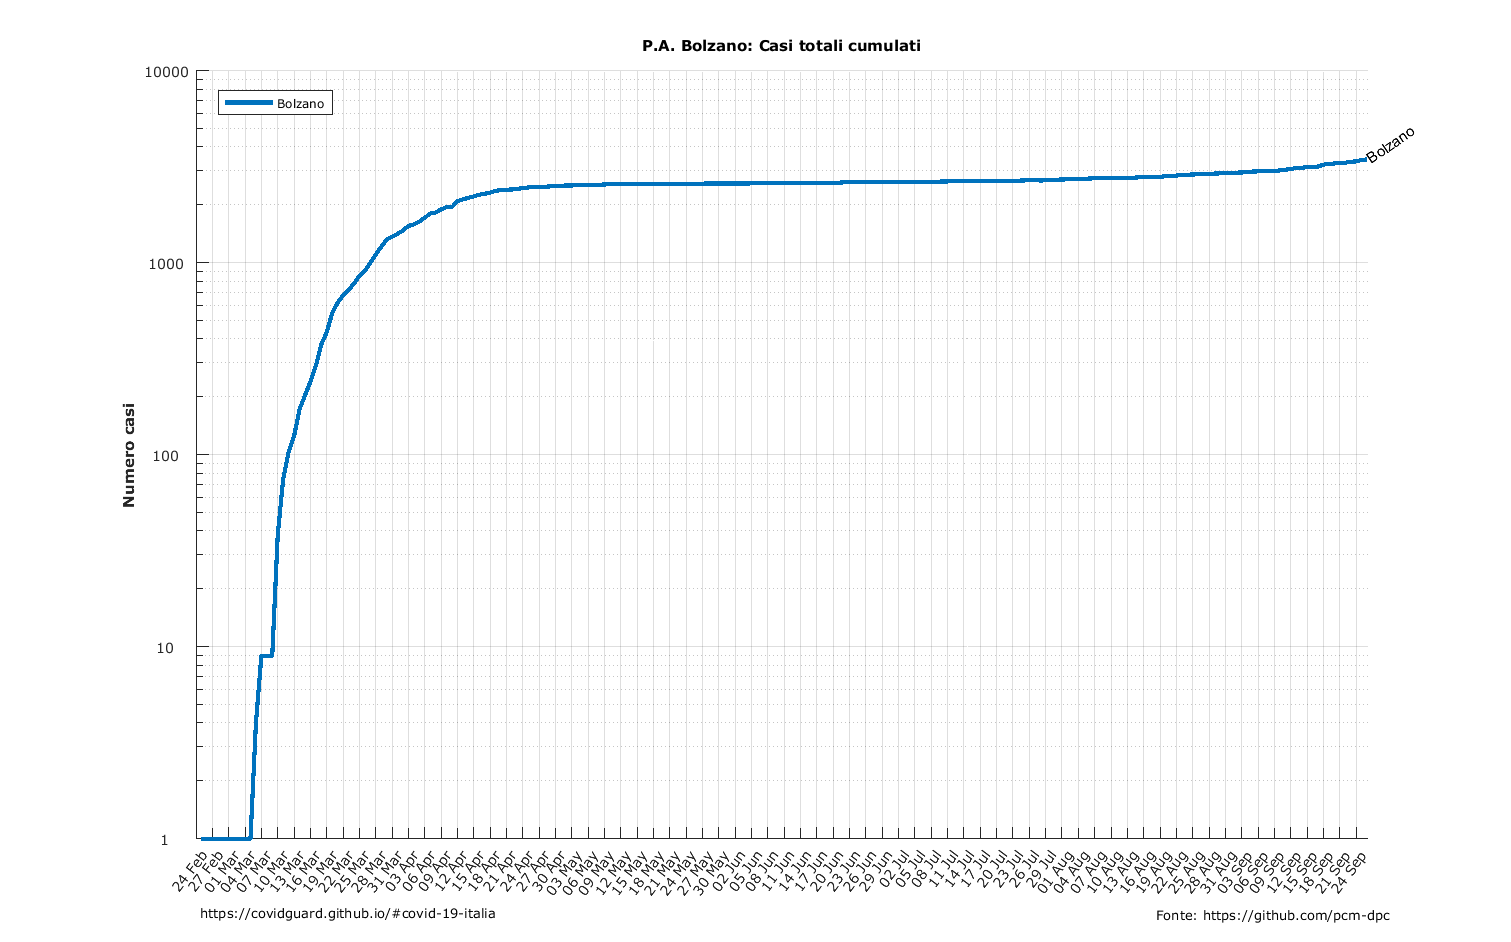 P.A. Bolzano: Casi totali cumulati
10000
1000
100
10
1
Numero casi
Bolzano
Bolzano
24 Feb
27 Feb
01 Mar
04 Mar
07 Mar
10 Mar
13 Mar
16 Mar
19 Mar
22 Mar
25 Mar
28 Mar
31 Mar
03 Apr
06 Apr
09 Apr
12 Apr
15 Apr
18 Apr
21 Apr
24 Apr
27 Apr
30 Apr
03 May
06 May
09 May
12 May
15 May
18 May
21 May
24 May
27 May
30 May
02 Jun
05 Jun
08 Jun
11 Jun
14 Jun
17 Jun
20 Jun
23 Jun
26 Jun
29 Jun
02 Jul
05 Jul
08 Jul
11 Jul
14 Jul
17 Jul
20 Jul
23 Jul
26 Jul
29 Jul
01 Aug
04 Aug
07 Aug
10 Aug
13 Aug
16 Aug
19 Aug
22 Aug
25 Aug
28 Aug
31 Aug
03 Sep
06 Sep
09 Sep
12 Sep
15 Sep
18 Sep
21 Sep
24 Sep
https://covidguard.github.io/#covid-19-italia
Fonte: https://github.com/pcm-dpc